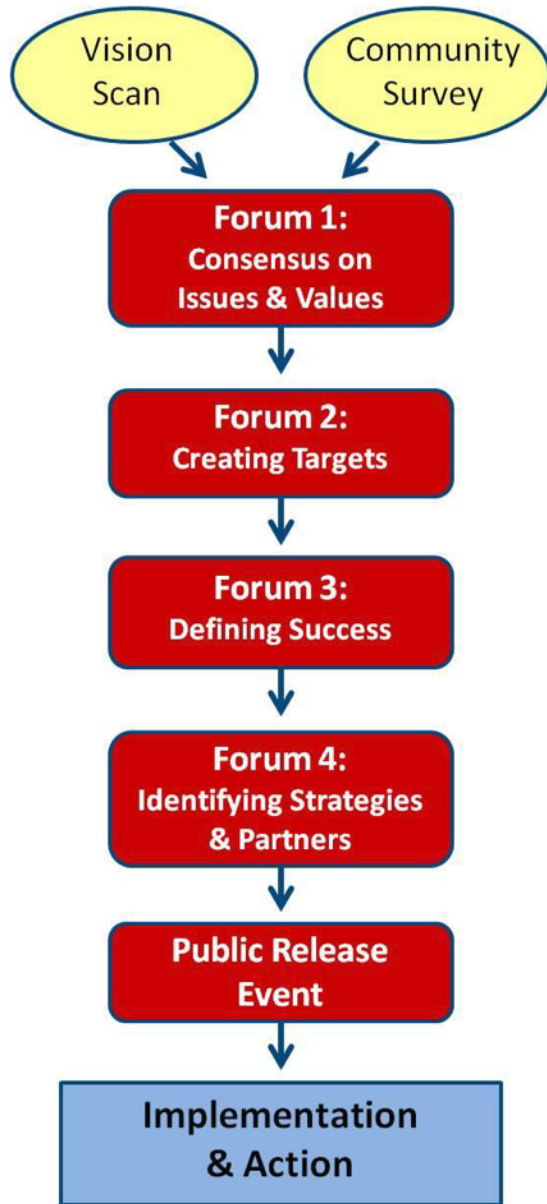 Vision
Scan
Community
Survey
Forum 1:
Consensus on
Issues & Values
Forum 2:
Creating Targets
Forum 3:
Defining Success
Forum 4:
Identifying Strategies
& Partners
Public Release
Event
Implementation
& Action